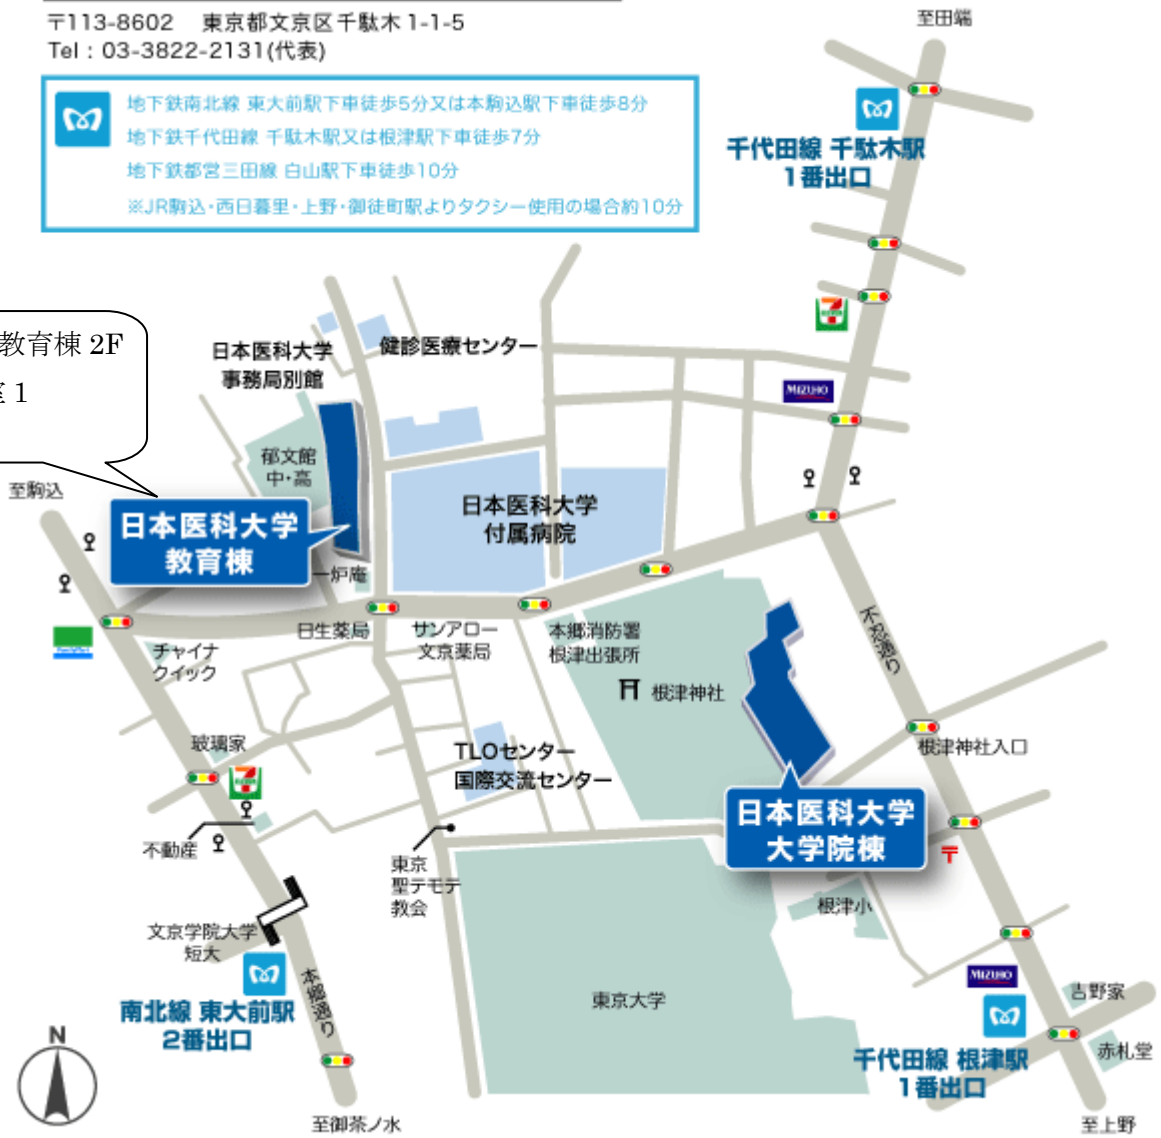 〒113-8602 東京都文京区千駄木1-1-5
Tel：03-3822-2131(代表)
地下鉄南北線 東大前駅下車徒歩5分又は本駒込駅下車徒歩8分
地下鉄千代田線 千駄木駅又は根津駅下車徒歩7分
地下鉄都営三田線 白山駅下車徒歩10分
※JR駒込・西日暮里・上野・御徒町駅よりタクシー使用の場合約10分
至田端
千代田線 千駄木駅
1番出口
教育棟 2F
室 1
日本医科大学
事務局別館
健診医療センター
MIZUHO
郁文館
中・高
至駒込
日本医科大学
教育棟
日本医科大学
付属病院
一炉庵
日生薬局
サンアロー
文京薬局
本郷消防署
根津出張所
根津神社
不忍通り
チャイナ
クイック
玻璃家
TLOセンター
国際交流センター
根津神社入口
日本医科大学
大学院棟
〒
不動産
東京
聖テモテ
教会
根津小
文京学院大学
短大
本郷通り
南北線 東大前駅
2番出口
東京大学
MIZUHO
吉野家
千代田線 根津駅
1番出口
赤札堂
N
至御茶ノ水
至上野